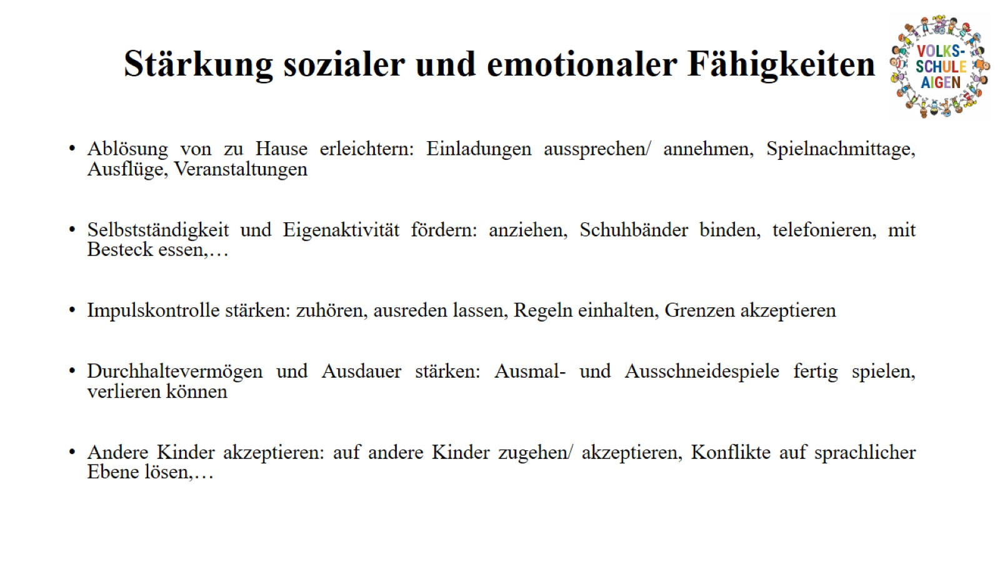 Stärkung sozialer und emotionaler Fähigkeiten
VOLKS-
SCHULE
AIGEN
• Ablösung von zu Hause erleichtern: Einladungen aussprechen/ annehmen, Spielnachmittage,
Ausflüge, Veranstaltungen
• Selbstständigkeit und Eigenaktivität fördern: anziehen, Schuhbänder binden, telefonieren, mit
Besteck essen,…
• Impulskontrolle stärken: zuhören, ausreden lassen, Regeln einhalten, Grenzen akzeptieren
• Durchhaltevermögen und Ausdauer stärken: Ausmal- und Ausschneidespiele fertig spielen,
verlieren können
• Andere Kinder akzeptieren: auf andere Kinder zugehen/ akzeptieren, Konflikte auf sprachlicher
Ebene lösen,…